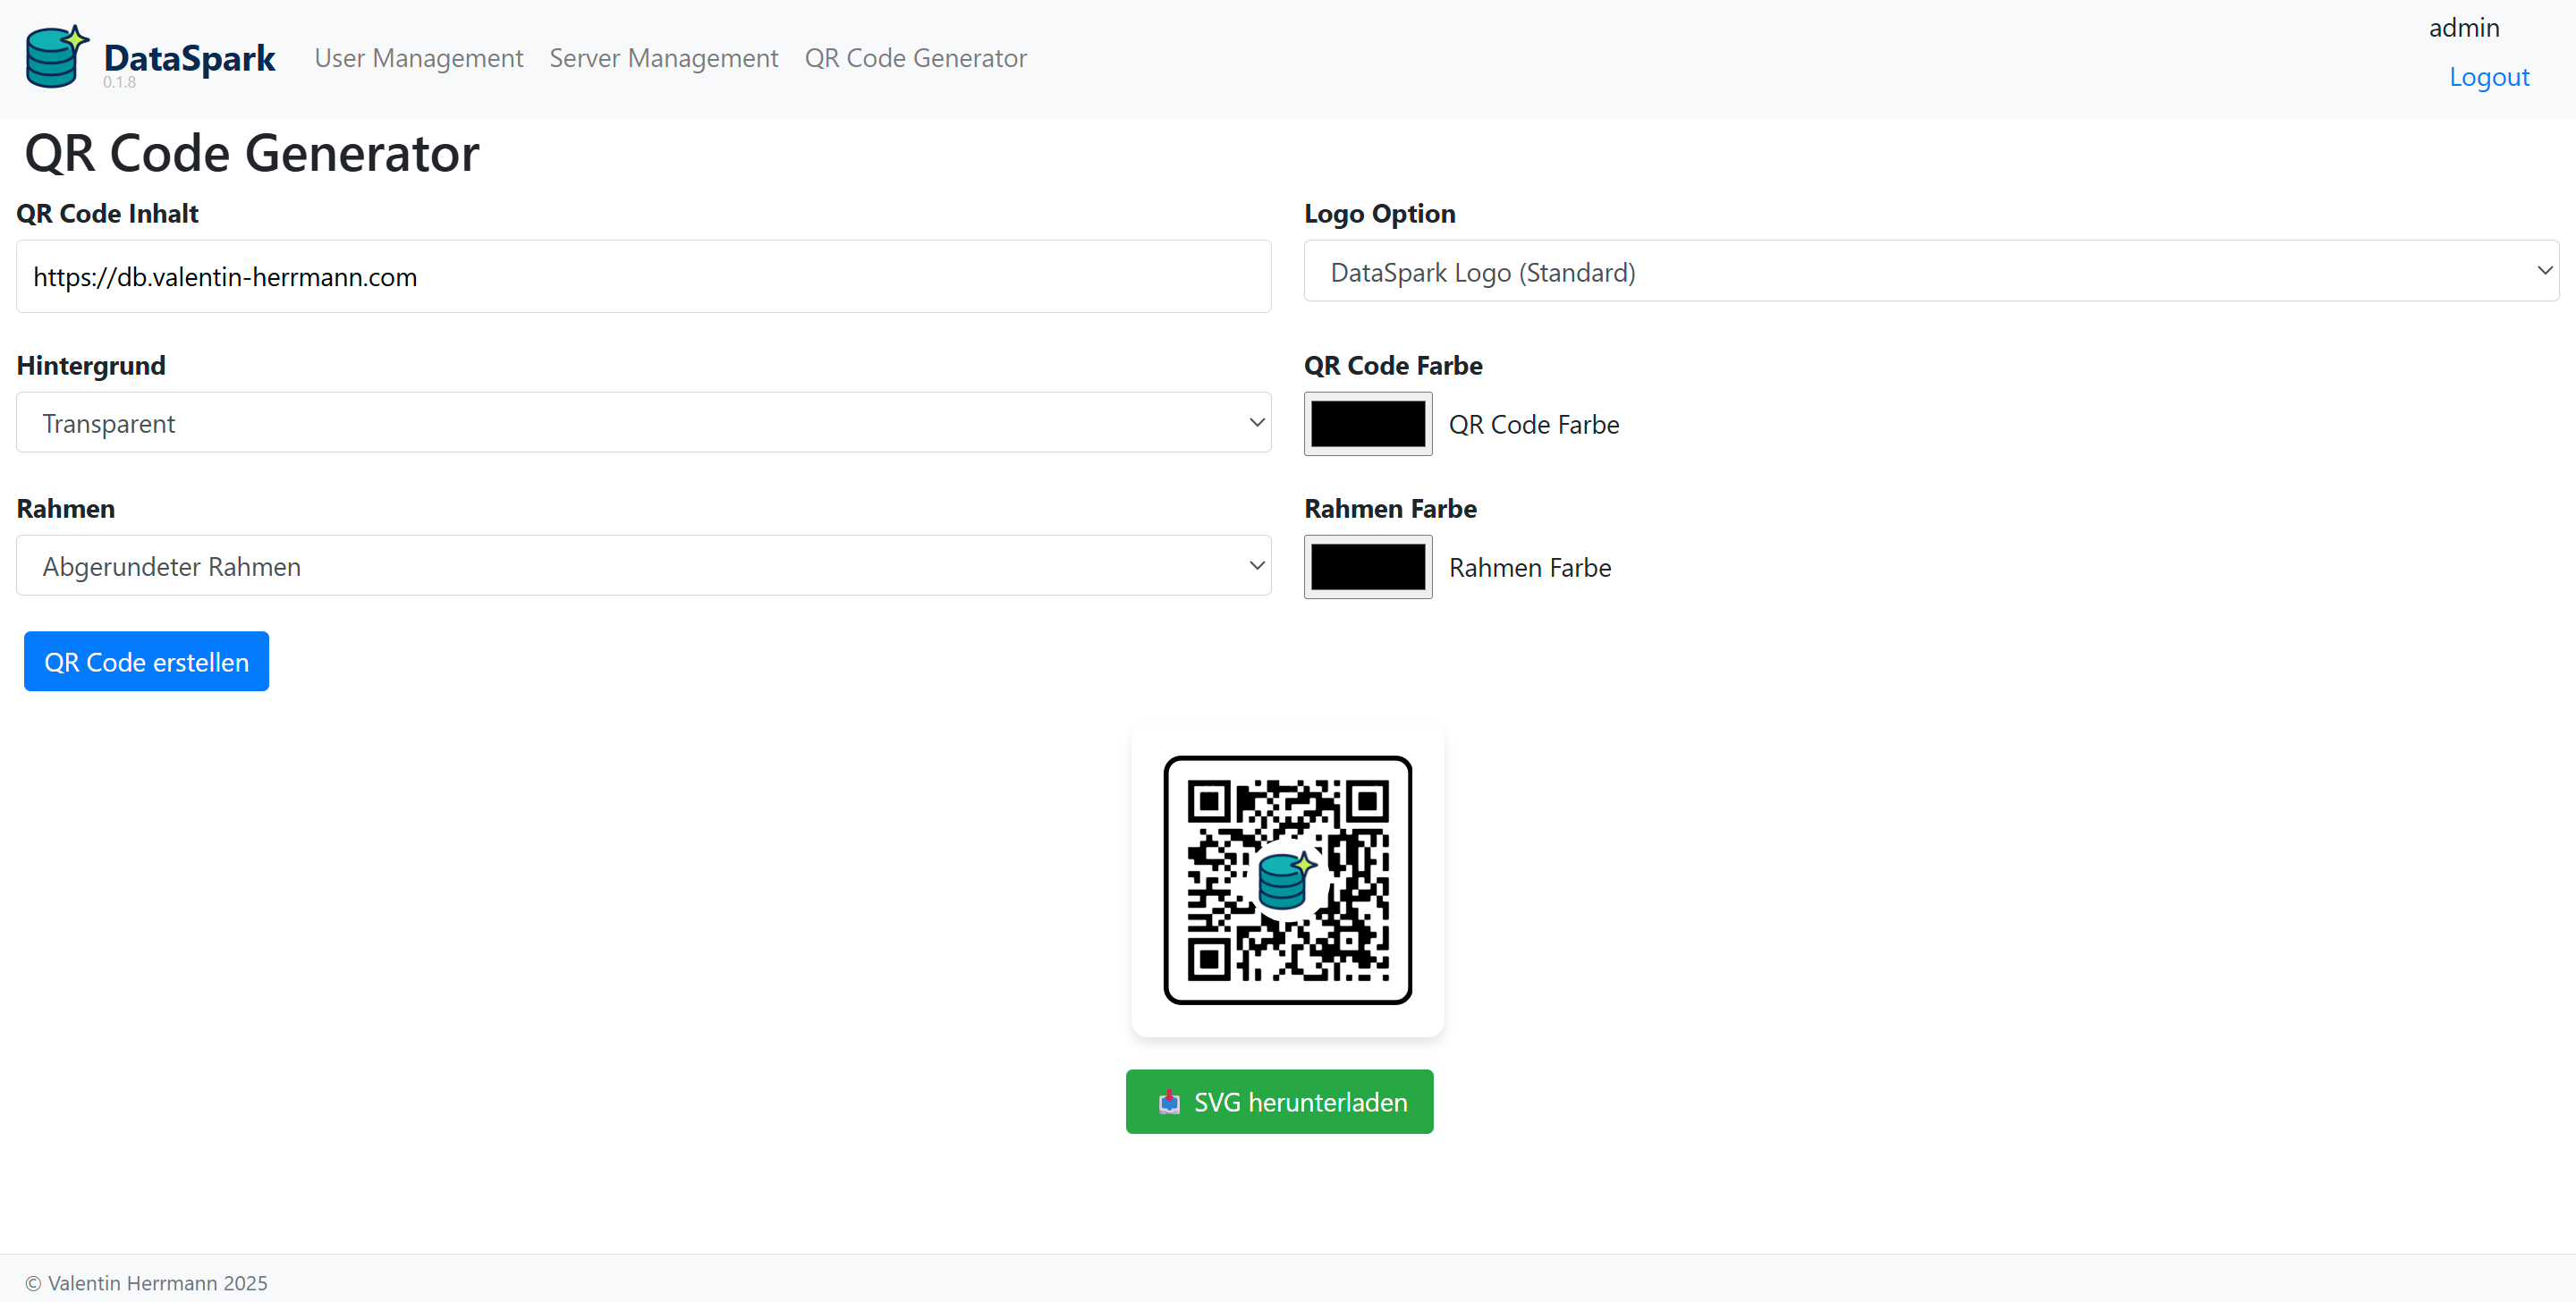 DataSpark
0.1.8
User Management
Server Management
QR Code Generator
admin
Logout
QR Code Generator
QR Code Inhalt
https://db.valentin-herrmann.com
Logo Option
DataSpark Logo (Standard)
Hintergrund
Transparent
QR Code Farbe
QR Code Farbe
Rahmen
Abgerundeter Rahmen
Rahmen Farbe
Rahmen Farbe
QR Code erstellen
SVG herunterladen
© Valentin Herrmann 2025